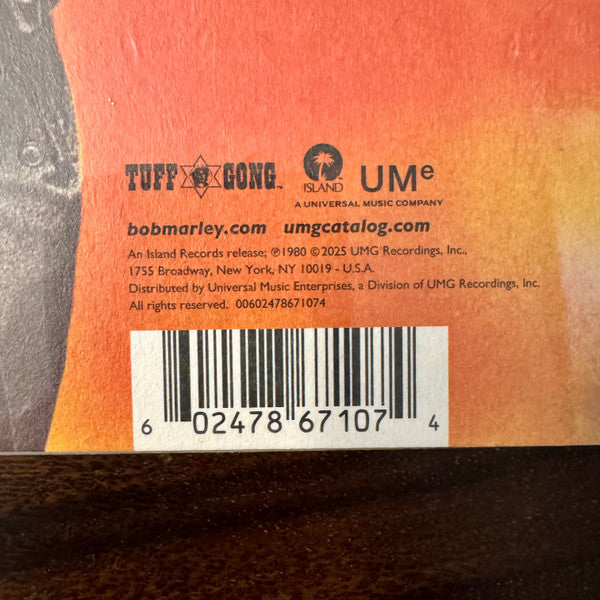 TUFF GONG™ ISLAND™ UMe
A UNIVERSAL MUSIC COMPANY
bobmarley.com umgcatalog.com
An Island Records release; ℗1980 ©2025 UMG Recordings, Inc.,
1755 Broadway, New York, NY 10019 - U.S.A.
Distributed by Universal Music Enterprises, a Division of UMG Recordings, Inc.
All rights reserved. 00602478671074
6 02478 67107 4